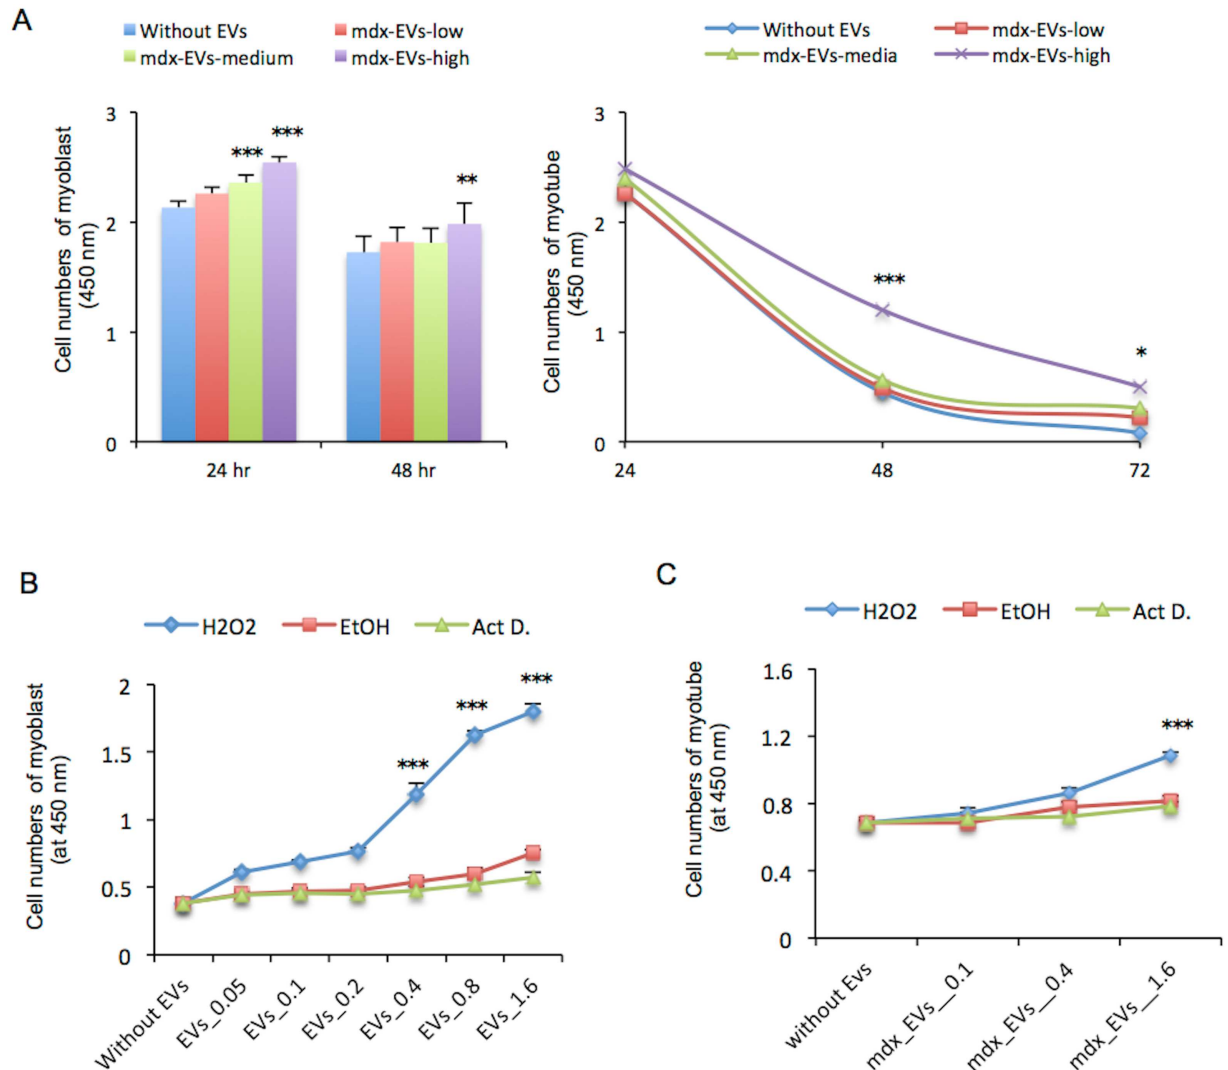 A
Without EVs
mdx-EVs-low
mdx-EVs-medium
mdx-EVs-high
Cell numbers of myoblast
(450 nm)
3
2
1
0
***
***
**
24 hr
48 hr
Without EVs
mdx-EVs-low
mdx-EVs-media
mdx-EVs-high
Cell numbers of myotube
(450 nm)
3
2
1
0
***
*
24
48
72
B
H2O2
EtOH
Act D.
Cell numbers of myoblast
(at 450 nm)
2
1.5
1
0.5
0
***
***
***
Without EVs
EVs_0.05
EVs_0.1
EVs_0.2
EVs_0.4
EVs_0.8
EVs_1.6
C
H2O2
EtOH
Act D.
Cell numbers of myotube
(at 450 nm)
1.6
1.2
0.8
0.4
0
***
without Evs
mdx_EVs__0.1
mdx_EVs__0.4
mdx_EVs__1.6